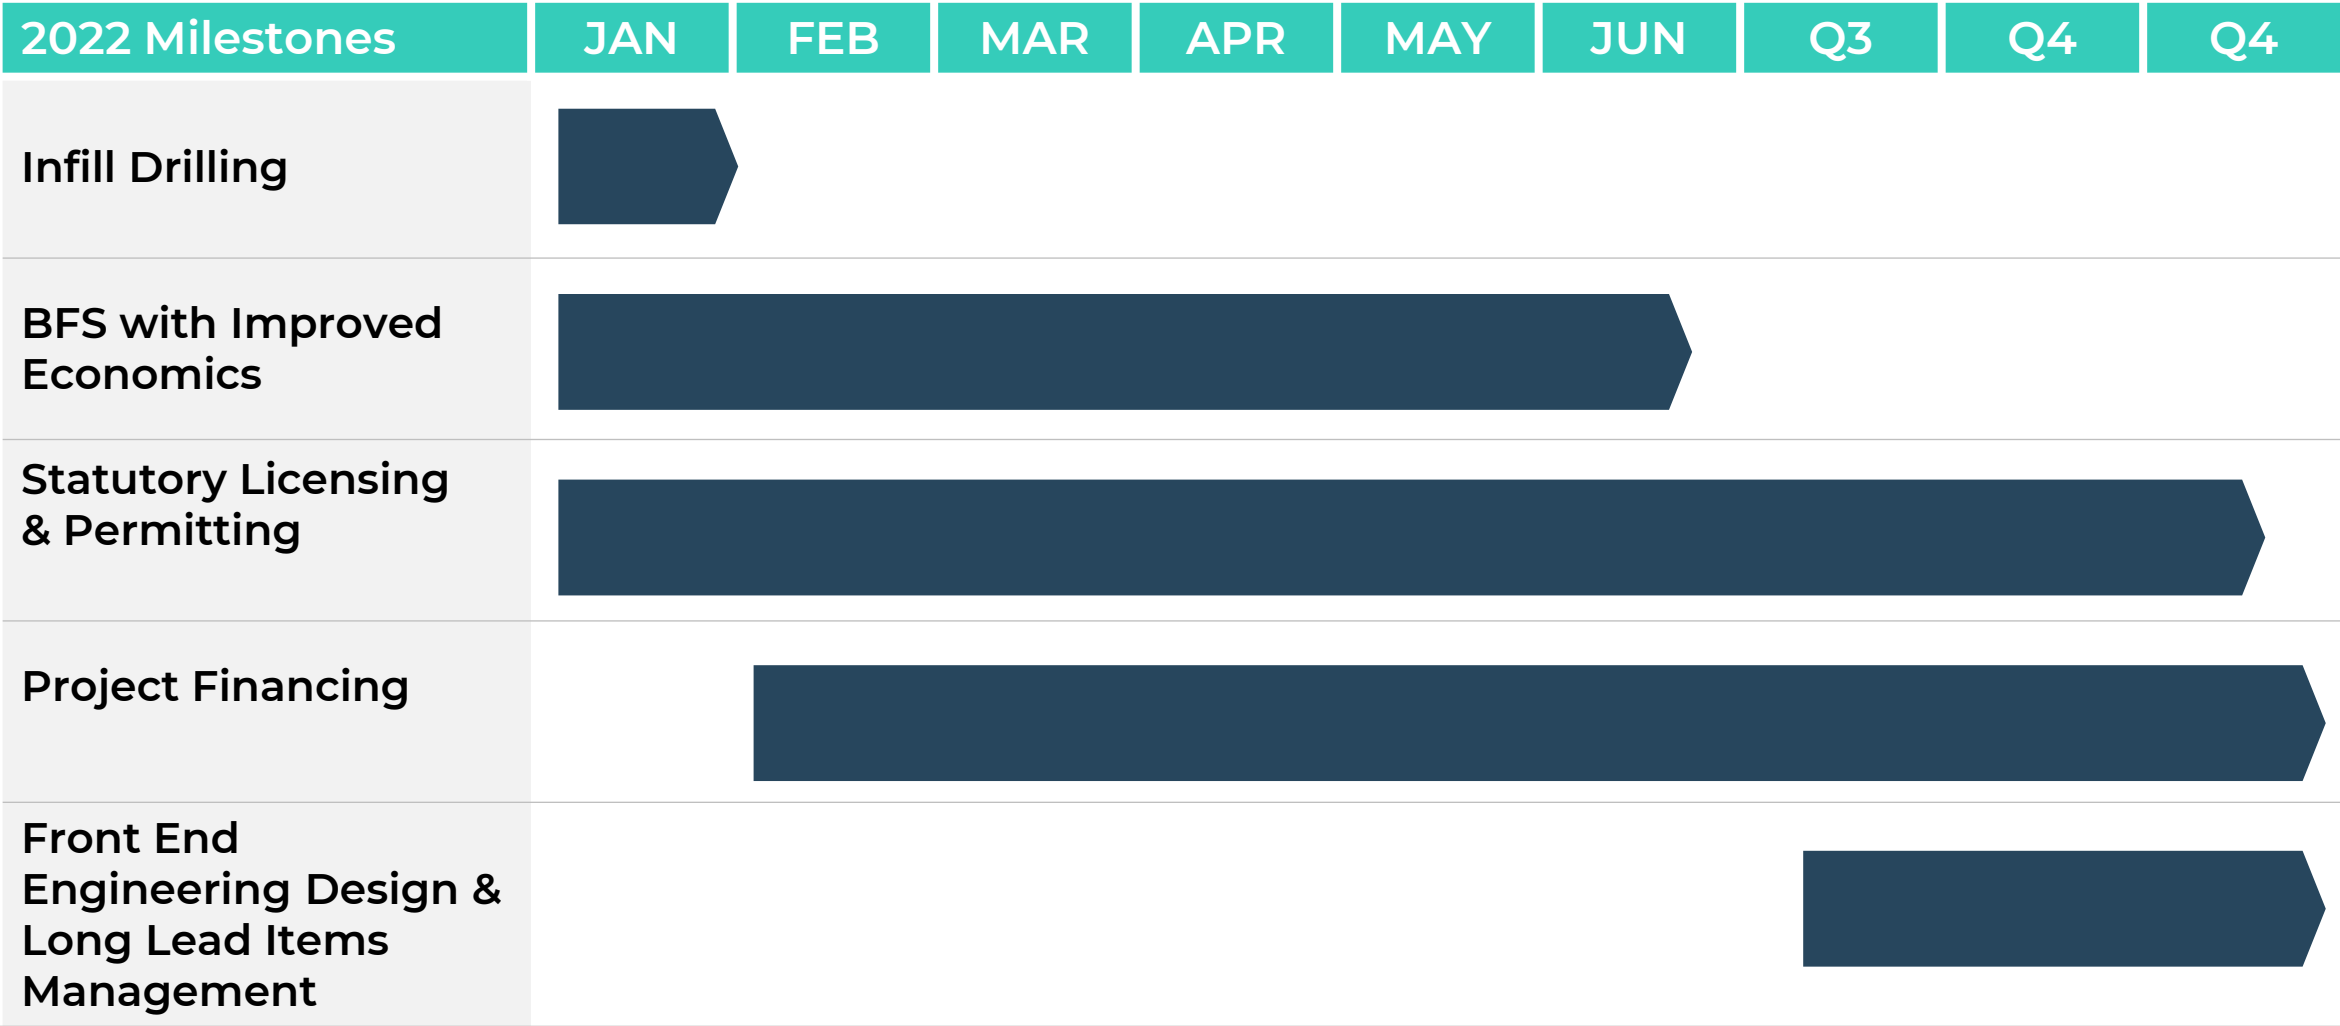 2022 Milestones JAN FEB MAR APR MAY JUN Q3 Q4 Q4
Infill Drilling
BFS with Improved
Economics
Statutory Licensing
& Permitting
Project Financing
Front End
Engineering Design &
Long Lead Items
Management